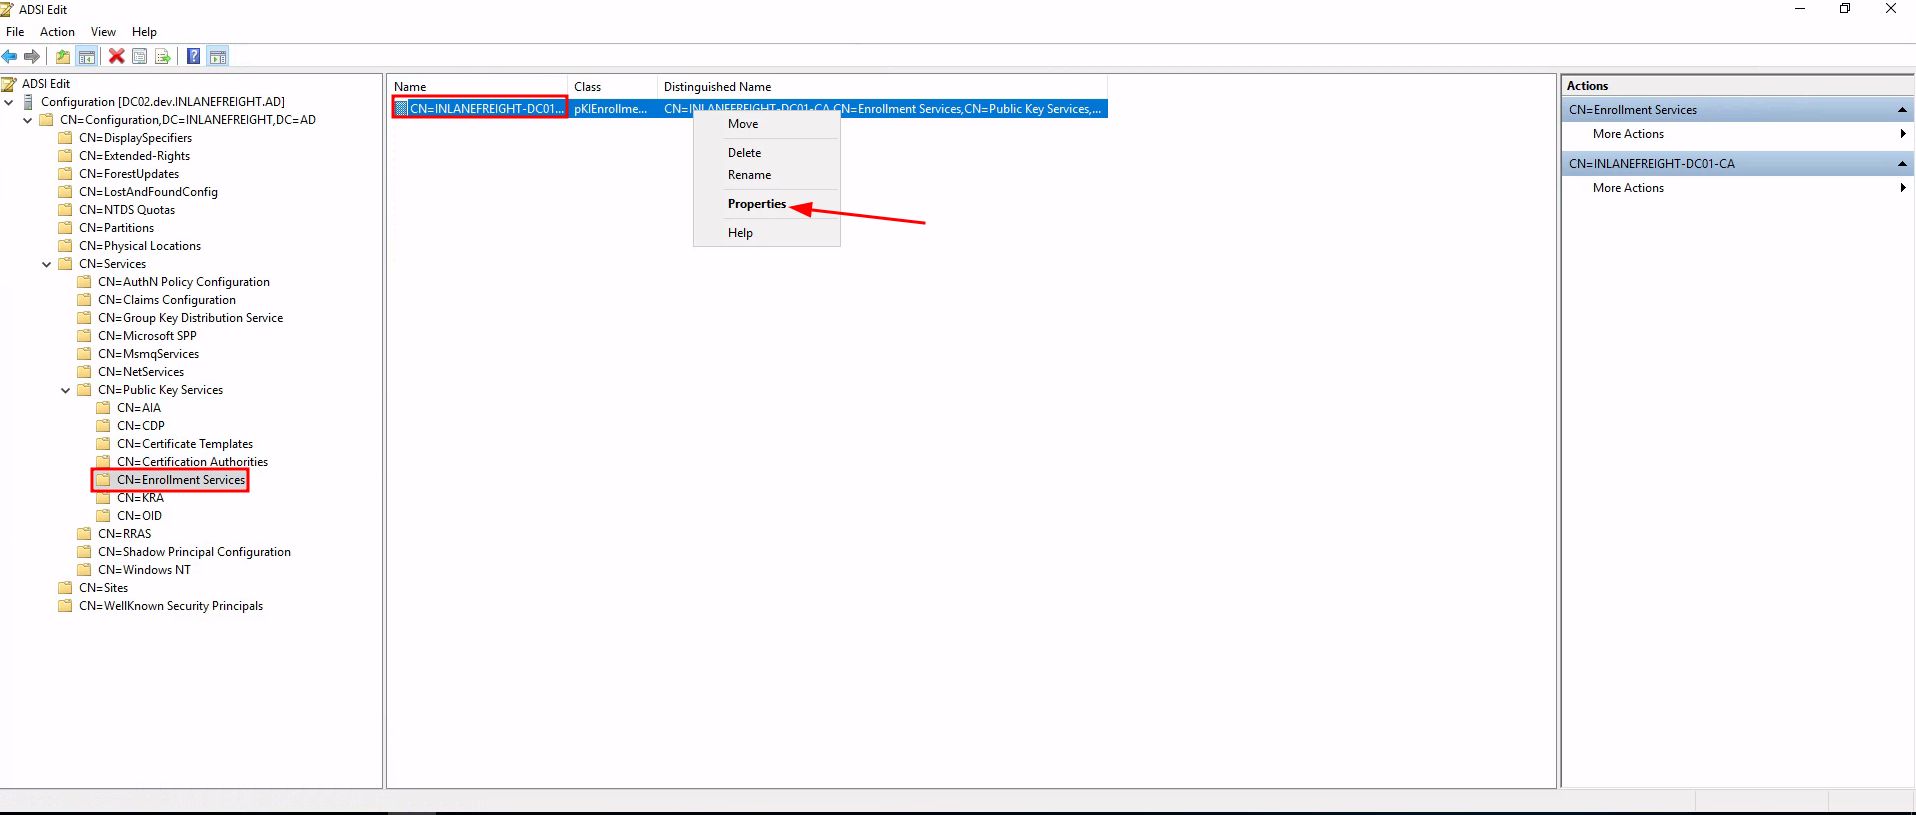 ADSI Edit
File Action View Help
ADSI Edit
Configuration [DC02.dev.INLANEFREIGHT.AD]
CN=Configuration,DC=INLANEFREIGHT,DC=AD
CN=DisplaySpecifiers
CN=Extended-Rights
CN=ForestUpdates
CN=LostAndFoundConfig
CN=NTDS Quotas
CN=Partitions
CN=Physical Locations
CN=Services
CN=AuthN Policy Configuration
CN=Claims Configuration
CN=Group Key Distribution Service
CN=Microsoft SPP
CN=MsmqServices
CN=NetServices
CN=Public Key Services
CN=AIA
CN=CDP
CN=Certificate Templates
CN=Certification Authorities
CN=Enrollment Services
CN=KRA
CN=OID
CN=RRAS
CN=Shadow Principal Configuration
CN=Windows NT
CN=Sites
CN=WellKnown Security Principals
Name Class Distinguished Name
CN=INLANEFREIGHT-DC01... pKIEnrollme... CN=INLANEFREIGHT-DC01-CA,CN=Enrollment Services,CN=Public Key Services,...
Move
Delete
Rename
Properties
Help
Actions
CN=Enrollment Services
More Actions
CN=INLANEFREIGHT-DC01-CA
More Actions